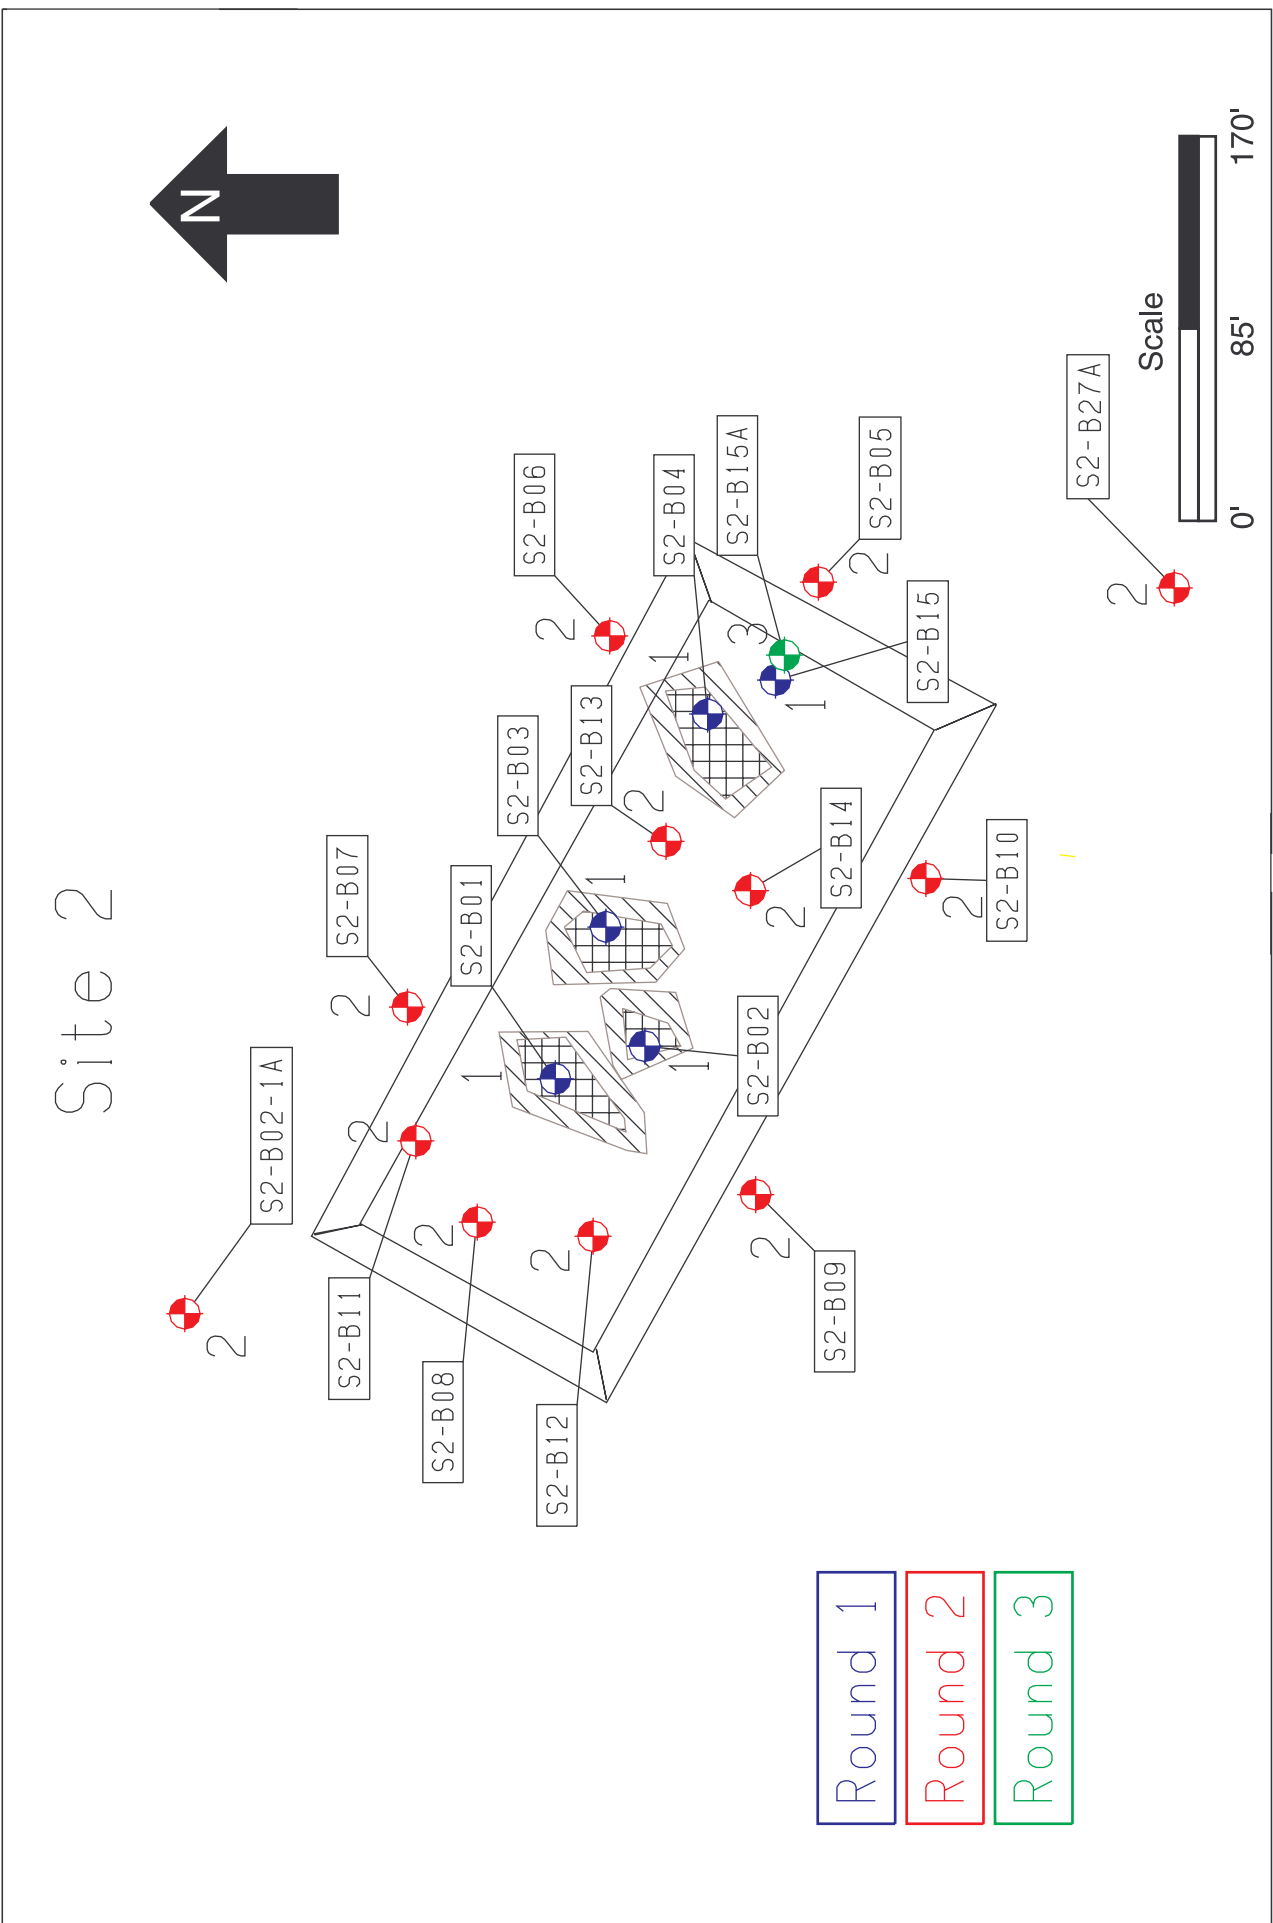 Site 2
N
S2-B02-1A
2
S2-B07
2
S2-B11
2
S2-B01
1
S2-B08
2
S2-B03
1
S2-B06
2
S2-B12
2
S2-B13
2
S2-B04
1
S2-B15A
3
S2-B02
1
S2-B05
2
S2-B15
1
S2-B14
2
S2-B09
2
S2-B10
2
S2-B27A
2
Scale
0' 85' 170'
Round 1
Round 2
Round 3